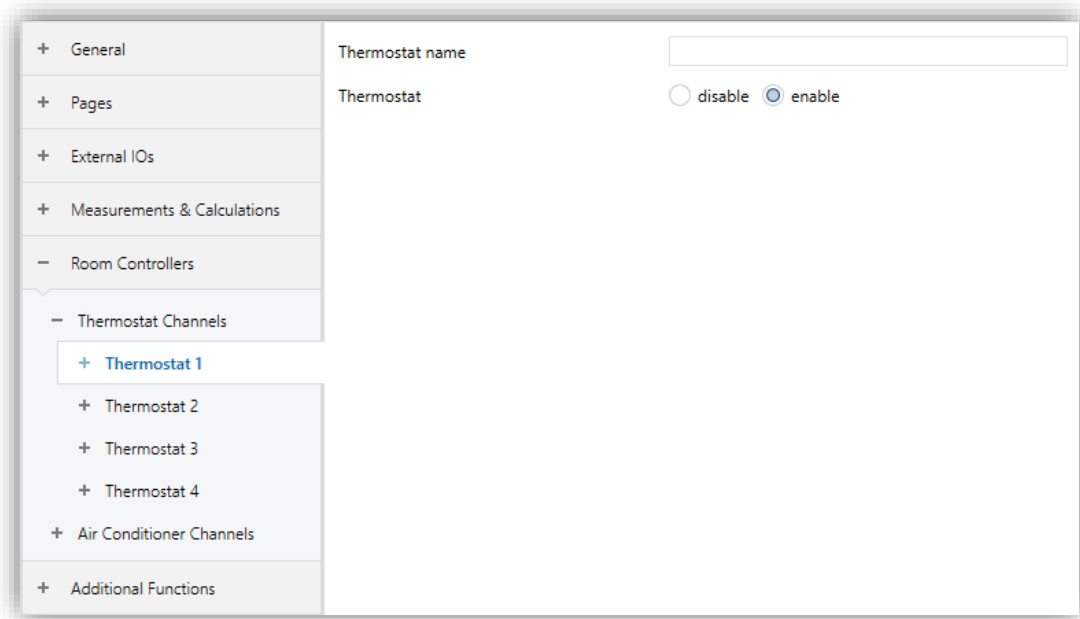 General
Pages
External IOs
Measurements & Calculations
Room Controllers
Thermostat Channels
Thermostat 1
Thermostat 2
Thermostat 3
Thermostat 4
Air Conditioner Channels
Additional Functions
Thermostat name
Thermostat disable enable